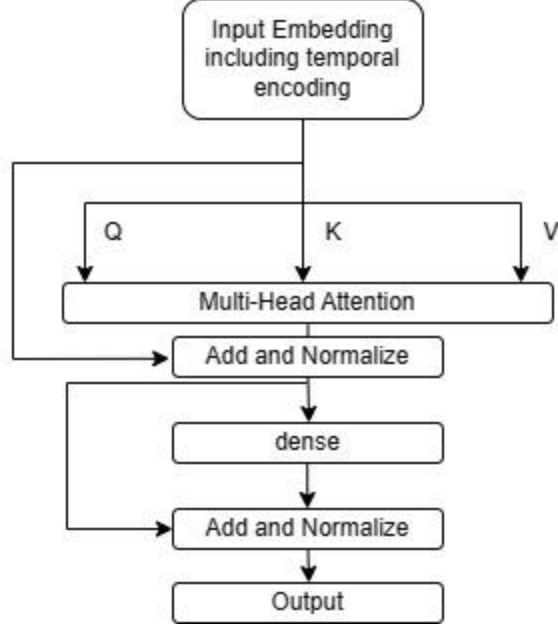 Input Embedding
including temporal
encoding
Q
K
V
Multi-Head Attention
Add and Normalize
dense
Add and Normalize
Output